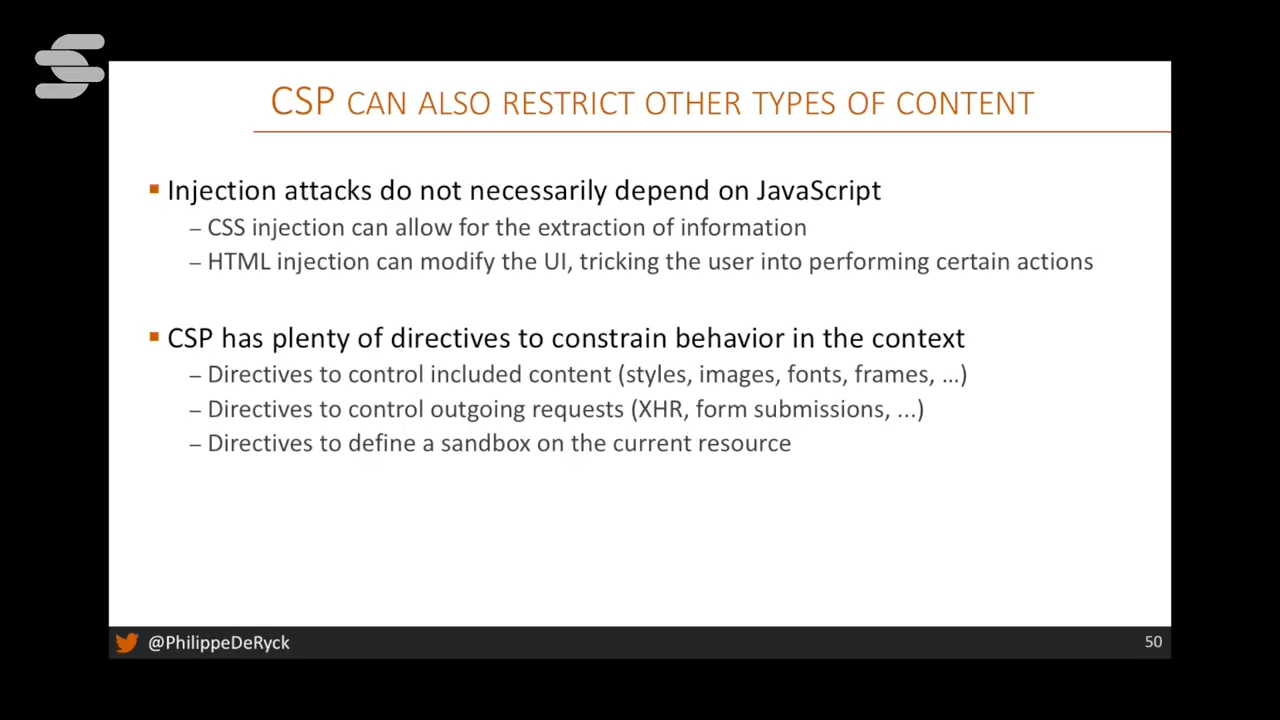 CSP CAN ALSO RESTRICT OTHER TYPES OF CONTENT
▪ Injection attacks do not necessarily depend on JavaScript
– CSS injection can allow for the extraction of information
– HTML injection can modify the UI, tricking the user into performing certain actions
▪ CSP has plenty of directives to constrain behavior in the context
– Directives to control included content (styles, images, fonts, frames, …)
– Directives to control outgoing requests (XHR, form submissions, ...)
– Directives to define a sandbox on the current resource
@PhilippeDeRyck
50